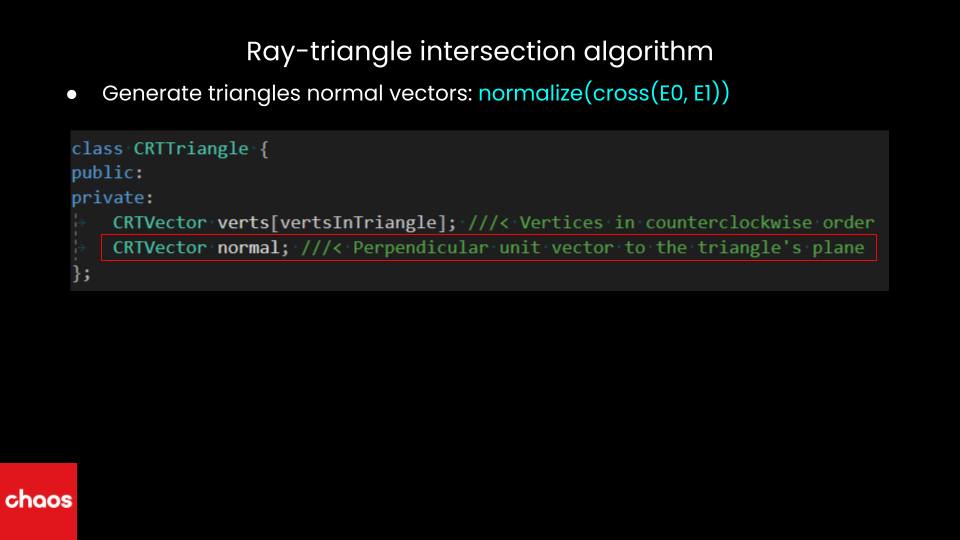 Ray-triangle intersection algorithm
● Generate triangles normal vectors: normalize(cross(E0, E1))
class CRTTriangle {
public:
private:
CRTVector verts[vertsInTriangle]; ///< Vertices in counterclockwise order
CRTVector normal; ///< Perpendicular unit vector to the triangle's plane
};
chaos